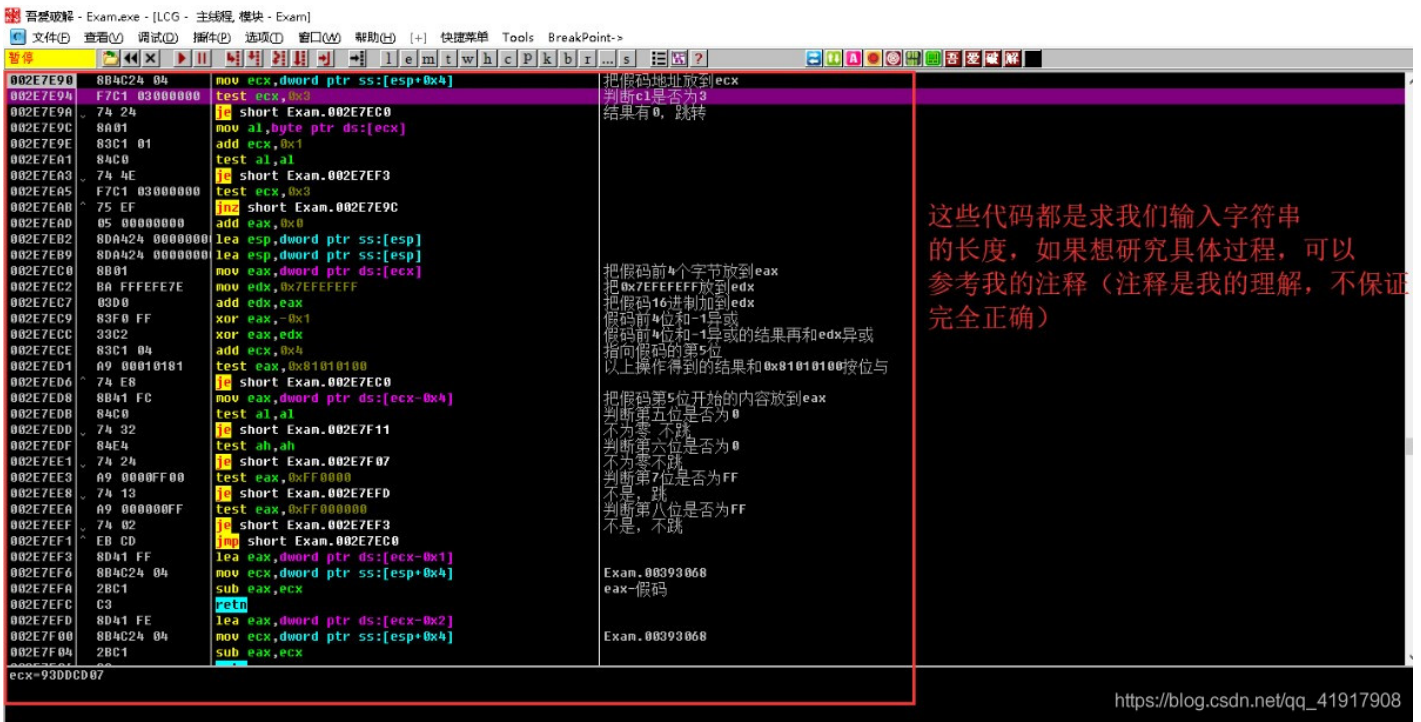 吾爱破解 - Exam.exe - [LCG - 主线程, 模块 - Exam]
文件(F) 查看(V) 调试(D) 插件(P) 选项(T) 窗口(W) 帮助(H) [+] 快捷菜单 Tools BreakPoint->
暂停 l e m t w h c P k b r ... s ? 吾 爱 破 解
002E7E90 8B4C24 04 mov ecx,dword ptr ss:[esp+0x4] 把假码地址放到ecx
002E7E94 F7C1 03000000 test ecx,0x3 判断cl是否为3
002E7E9A 74 24 je short Exam.002E7EC0 结果有0，跳转
002E7E9C 8A01 mov al,byte ptr ds:[ecx]
002E7E9E 83C1 01 add ecx,0x1
002E7EA1 84C0 test al,al
002E7EA3 74 4E je short Exam.002E7EF3
002E7EA5 F7C1 03000000 test ecx,0x3
002E7EAB ^ 75 EF jnz short Exam.002E7E9C
002E7EAD 05 00000000 add eax,0x0
002E7EB2 8DA424 0000000 lea esp,dword ptr ss:[esp]
002E7EB9 8DA424 0000000 lea esp,dword ptr ss:[esp]
002E7EC0 8B01 mov eax,dword ptr ds:[ecx] 把假码前4个字节放到eax
002E7EC2 BA FFFEFE7E mov edx,0x7EFEFEFF 把0x7EFEFEFF放到edx
002E7EC7 03D0 add edx,eax 把假码16进制加到edx
002E7EC9 83F0 FF xor eax,-0x1 假码前4位和-1异或
002E7ECC 33C2 xor eax,edx 假码前4位和-1异或的结果再和edx异或
002E7ECE 83C1 04 add ecx,0x4 指向假码的第5位
002E7ED1 A9 00010181 test eax,0x81010100 以上操作得到的结果和0x81010100按位与
002E7ED6 ^ 74 E8 je short Exam.002E7EC0
002E7ED8 8B41 FC mov eax,dword ptr ds:[ecx-0x4] 把假码第5位开始的内容放到eax
002E7EDB 84C0 test al,al 判断第五位是否为0
002E7EDD 74 32 je short Exam.002E7F11 不为零 不跳
002E7EDF 84E4 test ah,ah 判断第六位是否为0
002E7EE1 74 24 je short Exam.002E7F07 不为零不跳
002E7EE3 A9 0000FF00 test eax,0xFF0000 判断第7位是否为FF
002E7EE8 74 13 je short Exam.002E7EFD 不是，跳
002E7EEA A9 000000FF test eax,0xFF000000 判断第八位是否为FF
002E7EEF 74 02 je short Exam.002E7EF3 不是，不跳
002E7EF1 ^ EB CD jmp short Exam.002E7EC0
002E7EF3 8D41 FF lea eax,dword ptr ds:[ecx-0x1]
002E7EF6 8B4C24 04 mov ecx,dword ptr ss:[esp+0x4] Exam.00393068
002E7EFA 2BC1 sub eax,ecx eax-假码
002E7EFC C3 retn
002E7EFD 8D41 FE lea eax,dword ptr ds:[ecx-0x2]
002E7F00 8B4C24 04 mov ecx,dword ptr ss:[esp+0x4] Exam.00393068
002E7F04 2BC1 sub eax,ecx
ecx=93DDCD07
这些代码都是求我们输入字符串
的长度，如果想研究具体过程，可以
参考我的注释（注释是我的理解，不保证
完全正确）
https://blog.csdn.net/qq_41917908